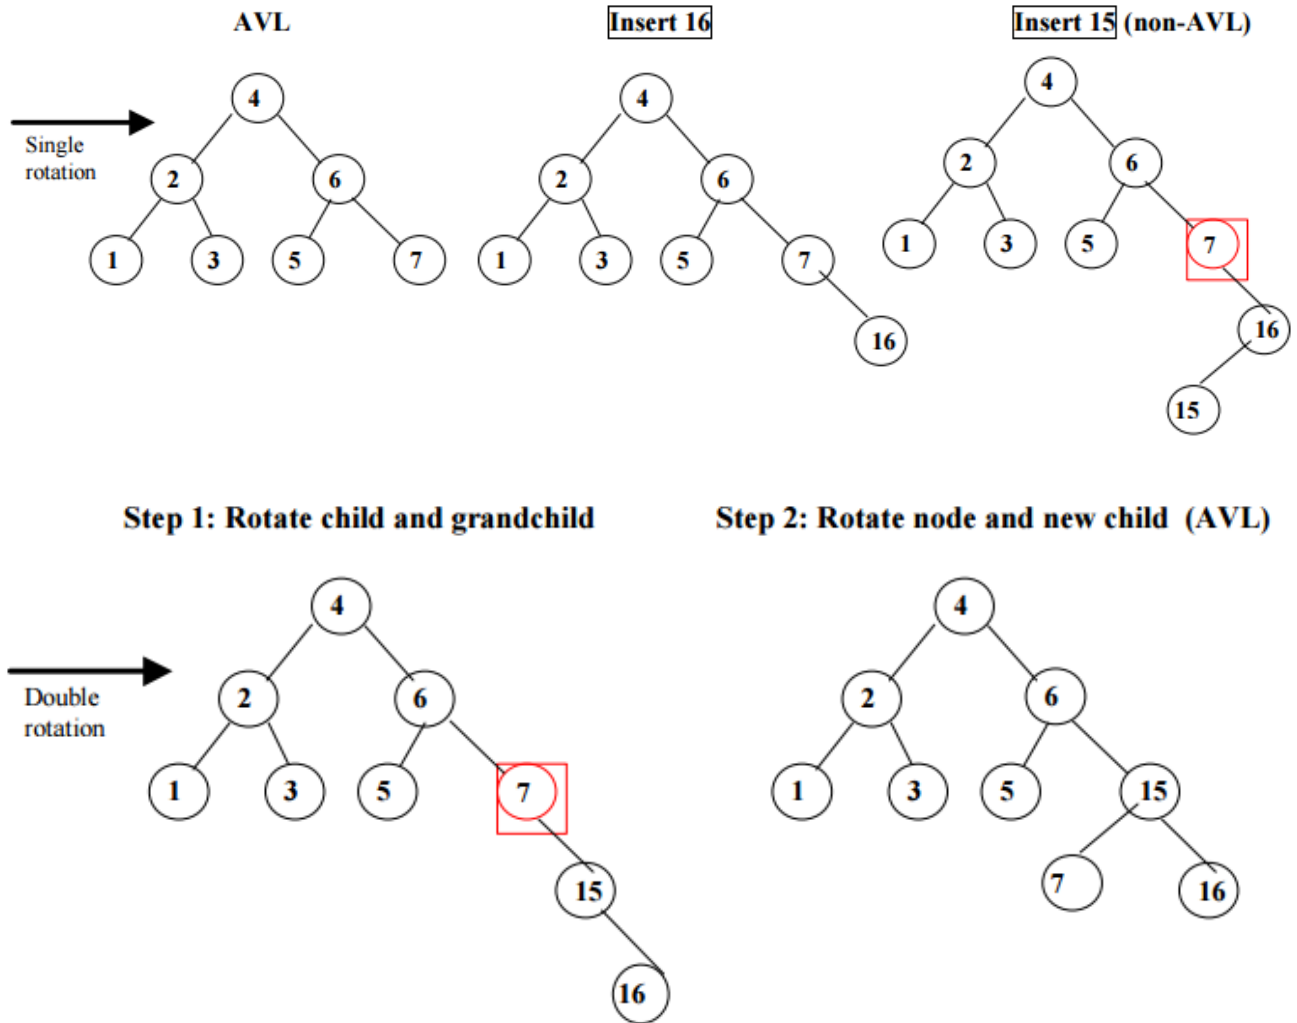 AVL
Insert 16
Insert 15 (non-AVL)
Single
rotation
4
2 6
1 3 5 7
4
2 6
1 3 5 7
16
4
2 6
1 3 5 7
16
15
Step 1: Rotate child and grandchild
Step 2: Rotate node and new child (AVL)
Double
rotation
4
2 6
1 3 5 7
15
16
4
2 6
1 3 5 15
7 16